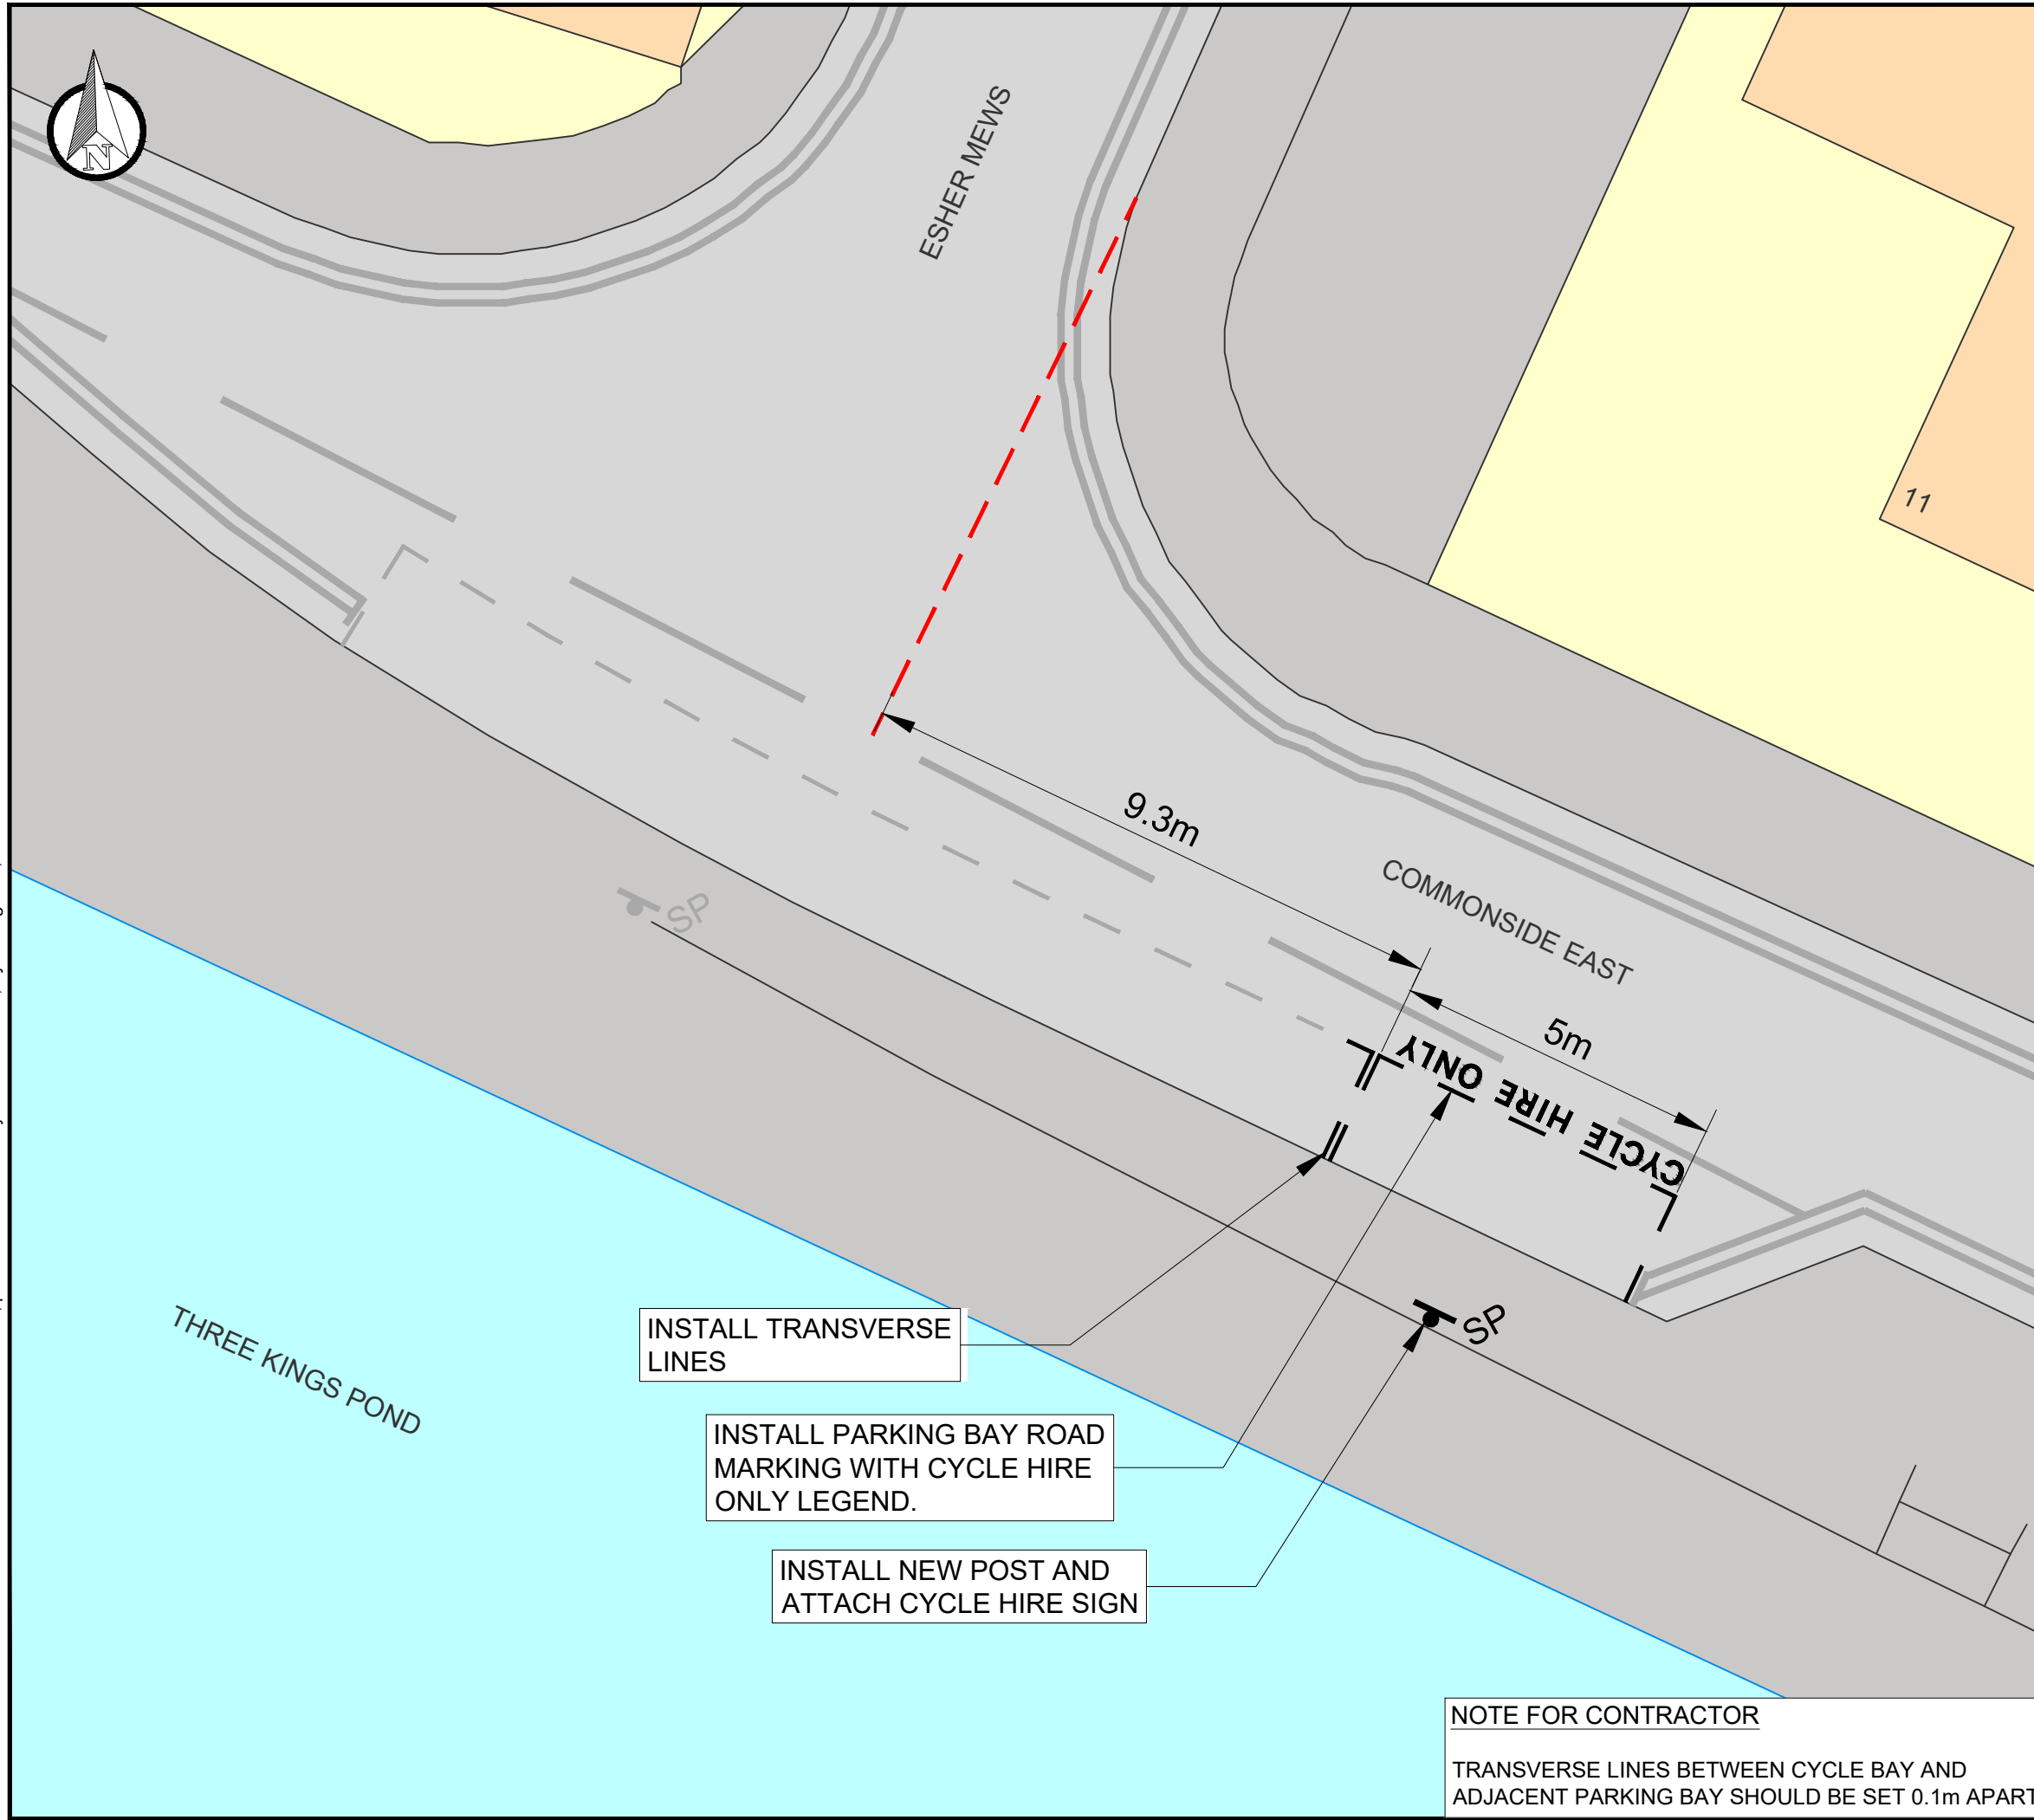 N
ESHER MEWS
11
9.3m
COMMONSIDE EAST
SP
5m
CYCLE HIRE ONLY
SP
THREE KINGS POND
INSTALL TRANSVERSE
LINES
INSTALL PARKING BAY ROAD
MARKING WITH CYCLE HIRE
ONLY LEGEND.
INSTALL NEW POST AND
ATTACH CYCLE HIRE SIGN
NOTE FOR CONTRACTOR
TRANSVERSE LINES BETWEEN CYCLE BAY AND
ADJACENT PARKING BAY SHOULD BE SET 0.1m APART